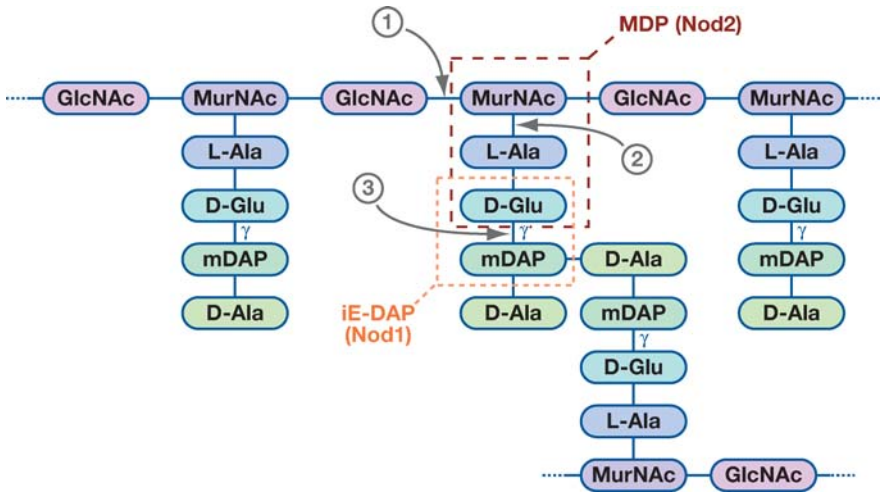 ①
MDP (Nod2)
GlcNAc MurNAc GlcNAc MurNAc GlcNAc MurNAc
L-Ala L-Ala ② L-Ala
③
D-Glu D-Glu D-Glu
γ γ γ
mDAP mDAP D-Ala mDAP
iE-DAP
(Nod1)
D-Ala D-Ala mDAP D-Ala
γ
D-Glu
L-Ala
MurNAc GlcNAc